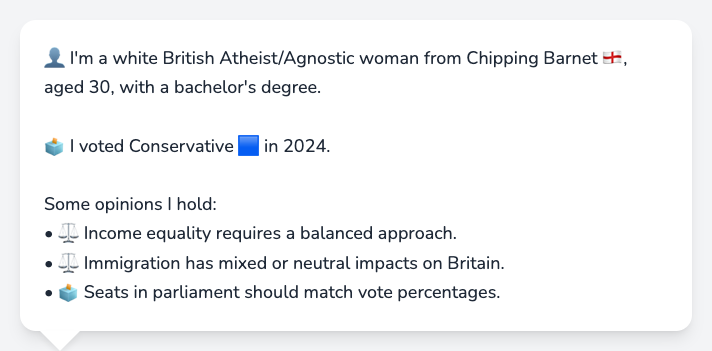 👤 I'm a white British Atheist/Agnostic woman from Chipping Barnet 🏴󠁧󠁢󠁥󠁮󠁧󠁿,
aged 30, with a bachelor's degree.
🗳️ I voted Conservative 🟦 in 2024.
Some opinions I hold:
• ⚖️ Income equality requires a balanced approach.
• ⚖️ Immigration has mixed or neutral impacts on Britain.
• 🗳️ Seats in parliament should match vote percentages.